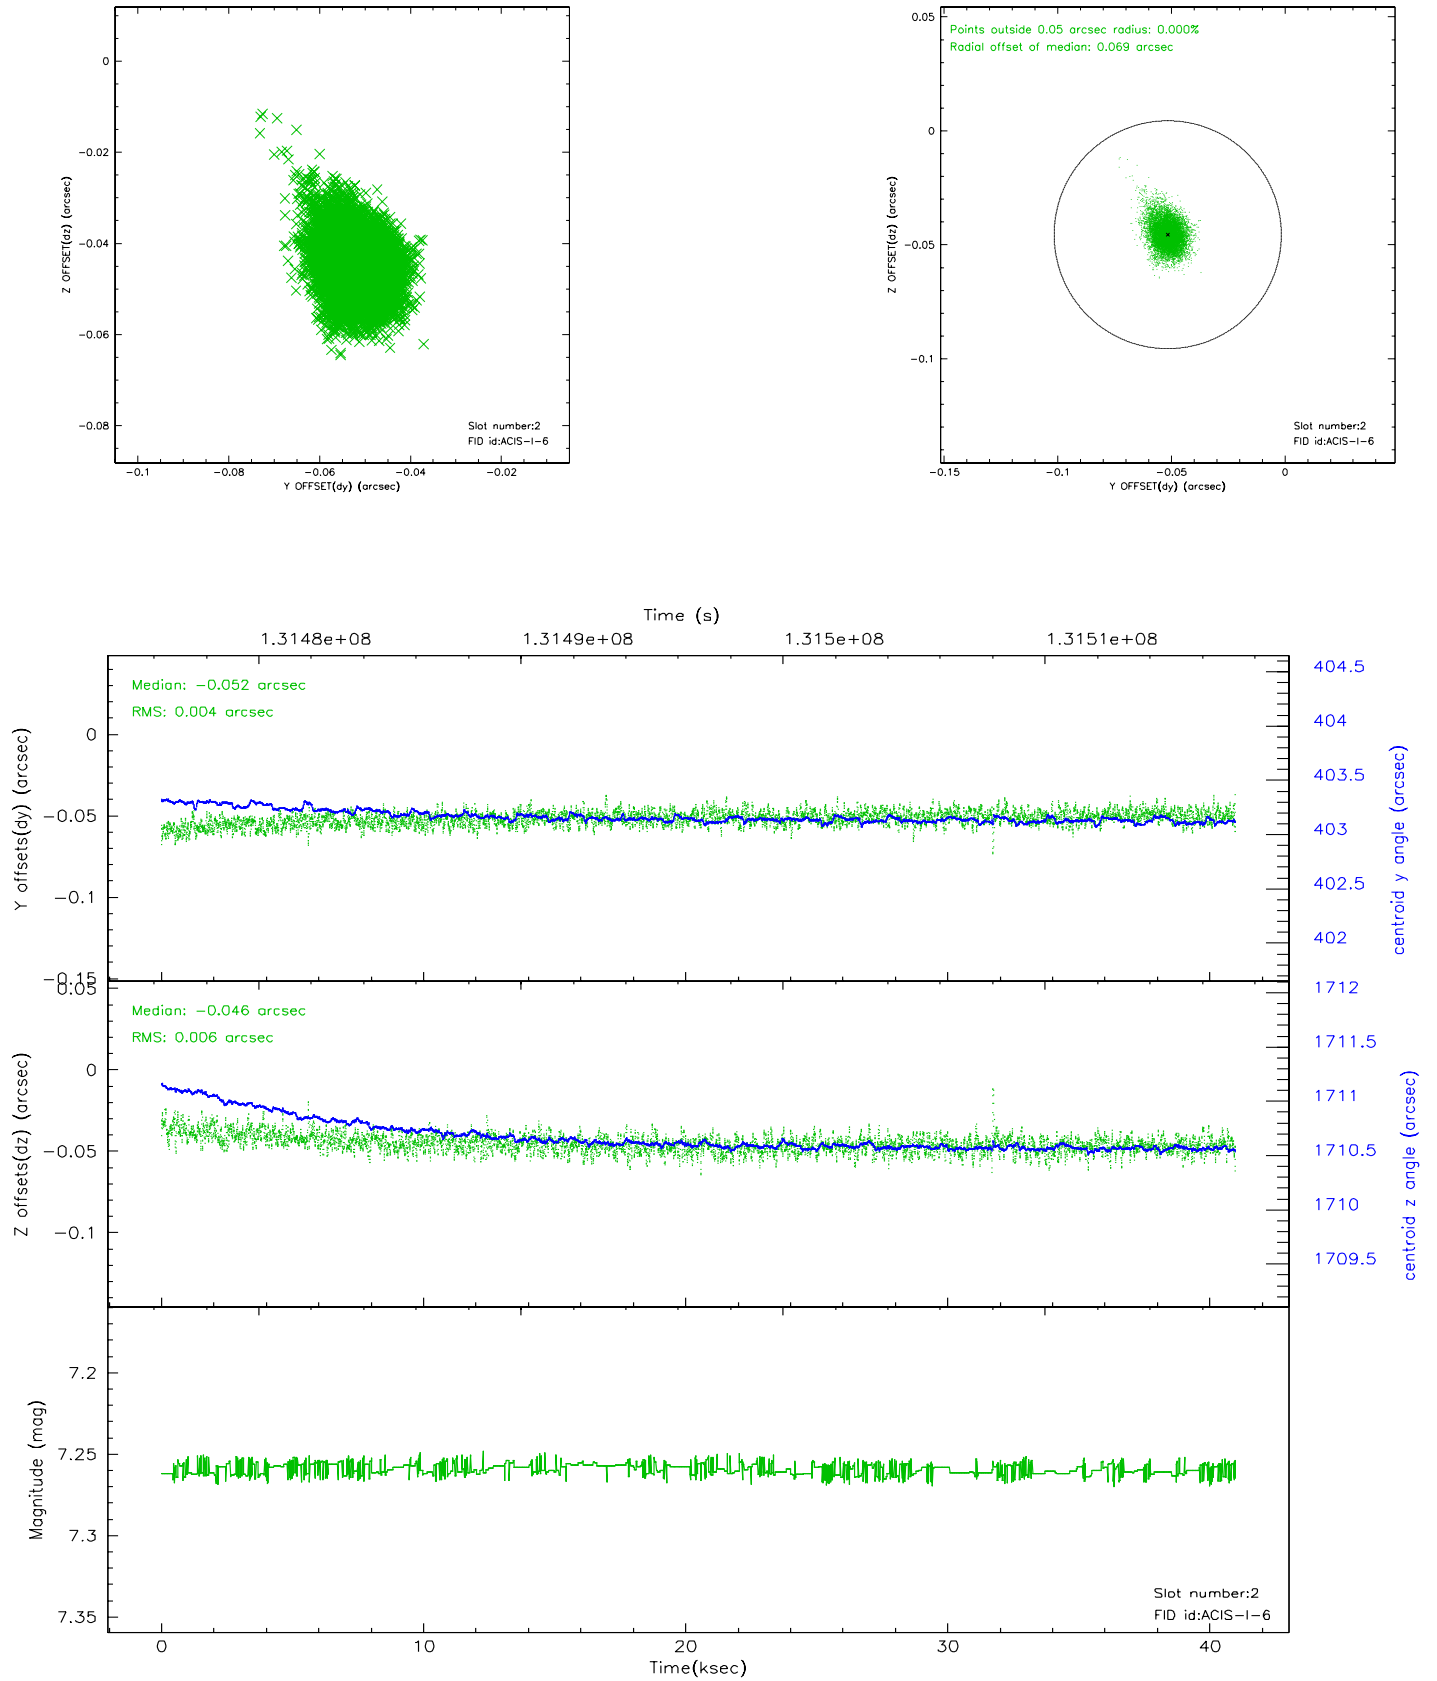 0
-0.02
-0.04
-0.06
-0.08
Z OFFSET(dz) (arcsec)
Slot number:2
FID id:ACIS-I-6
-0.1 -0.08 -0.06 -0.04 -0.02
Y OFFSET(dy) (arcsec)
Points outside 0.05 arcsec radius: 0.000%
Radial offset of median: 0.069 arcsec
0.05
0
-0.05
-0.1
Z OFFSET(dz) (arcsec)
Slot number:2
FID id:ACIS-I-6
-0.15 -0.1 -0.05 0
Y OFFSET(dy) (arcsec)
Time (s)
1.3148e+08 1.3149e+08 1.315e+08 1.3151e+08
Median: -0.052 arcsec
RMS: 0.004 arcsec
0
-0.05
-0.1
-0.15
Y offsets(dy) (arcsec)
404.5
404
403.5
403
402.5
402
centroid y angle (arcsec)
Median: -0.046 arcsec
RMS: 0.006 arcsec
0.05
0
-0.05
-0.1
Z offsets(dz) (arcsec)
1712
1711.5
1711
1710.5
1710
1709.5
centroid z angle (arcsec)
7.2
7.25
7.3
7.35
Magnitude (mag)
Slot number:2
FID id:ACIS-I-6
0 10 20 30 40
Time(ksec)